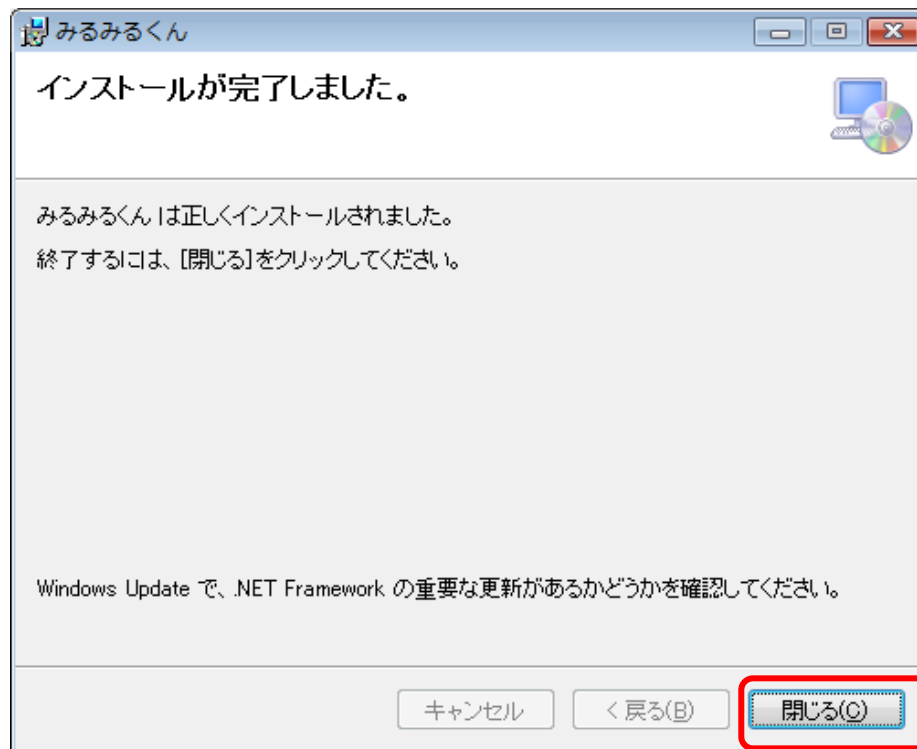 みるみるくん
インストールが完了しました。
みるみるくん は正しくインストールされました。
終了するには、[閉じる]をクリックしてください。
Windows Update で、.NET Framework の重要な更新があるかどうかを確認してください。
キャンセル < 戻る(B) 閉じる(C)